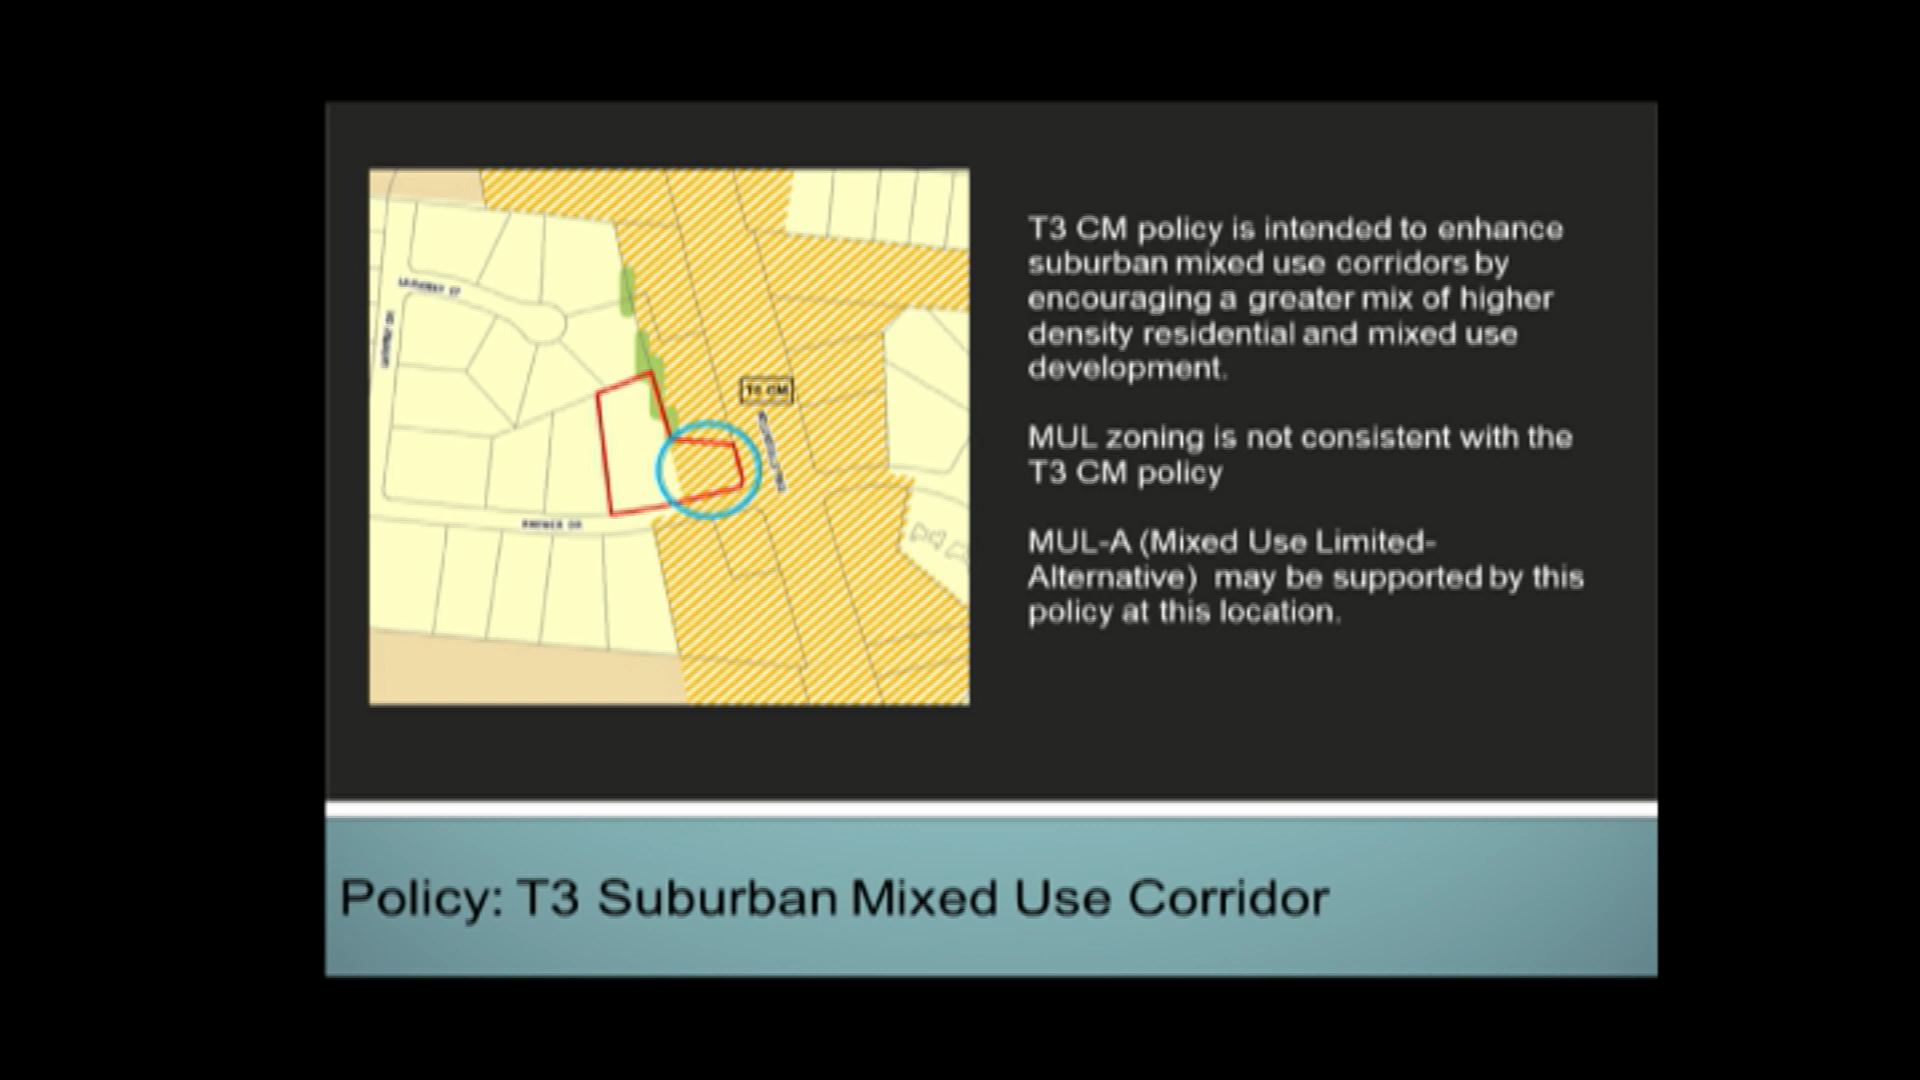 T3 CM
T3 CM policy is intended to enhance
suburban mixed use corridors by
encouraging a greater mix of higher
density residential and mixed use
development.
MUL zoning is not consistent with the
T3 CM policy
MUL-A (Mixed Use Limited-
Alternative) may be supported by this
policy at this location.
Policy: T3 Suburban Mixed Use Corridor